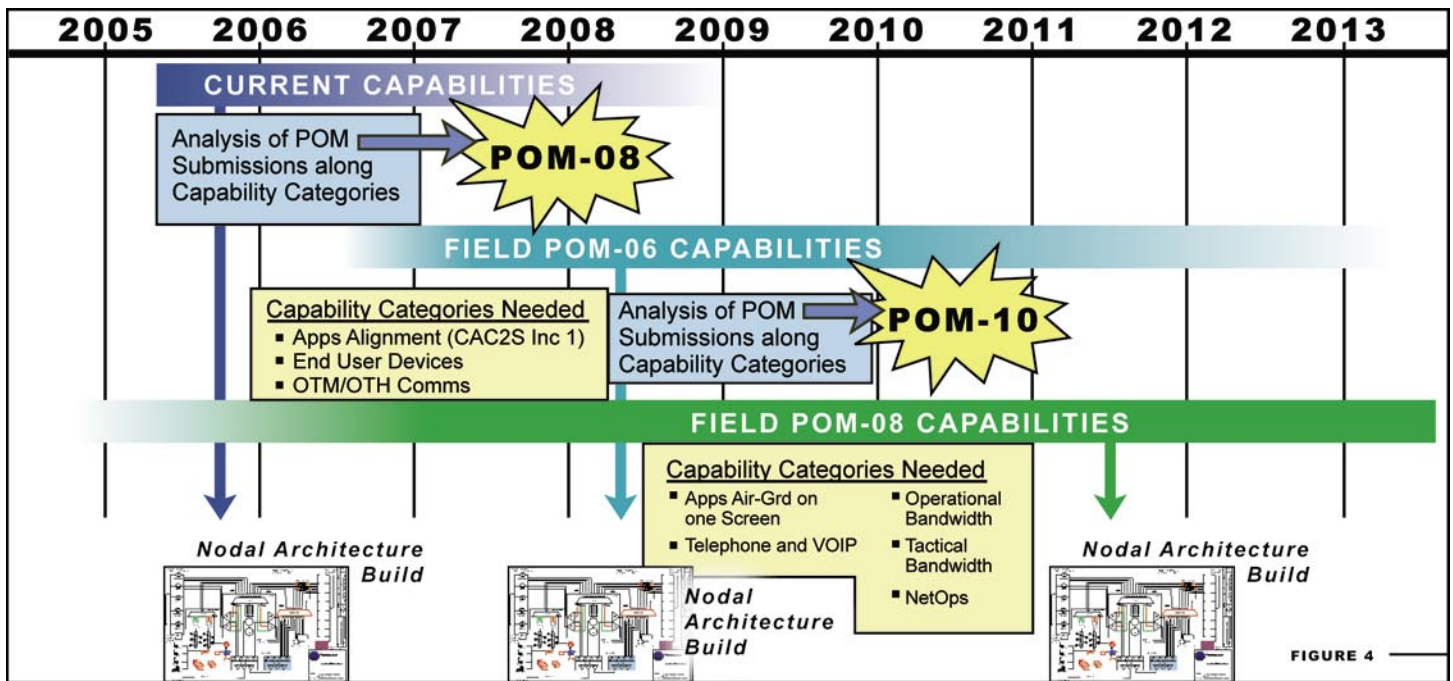 2005 2006 2007 2008 2009 2010 2011 2012 2013
CURRENT CAPABILITIES
Analysis of POM
Submissions along
Capability Categories
POM-08
FIELD POM-06 CAPABILITIES
Capability Categories Needed
▪ Apps Alignment (CAC2S Inc 1)
▪ End User Devices
▪ OTM/OTH Comms
Analysis of POM
Submissions along
Capability Categories
POM-10
FIELD POM-08 CAPABILITIES
Capability Categories Needed
▪ Apps Air-Grd on
one Screen
▪ Telephone and VOIP
▪ Operational
Bandwidth
▪ Tactical
Bandwidth
▪ NetOps
Nodal Architecture
Build
Nodal
Architecture
Build
Nodal Architecture
Build
FIGURE 4